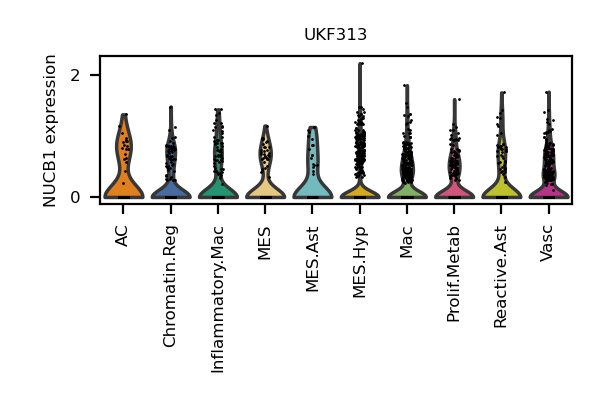 UKF313
NUCB1 expression
2
0
AC
Chromatin.Reg
Inflammatory.Mac
MES
MES.Ast
MES.Hyp
Mac
Prolif.Metab
Reactive.Ast
Vasc